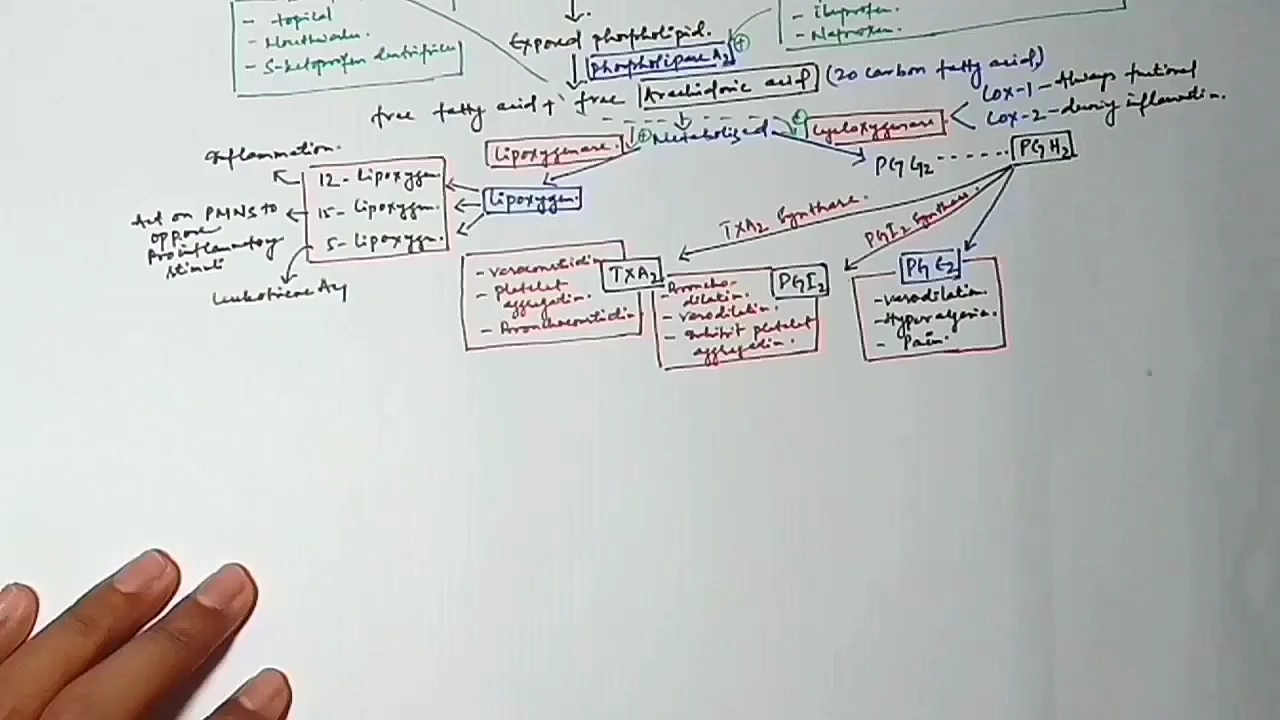 - topical
- Mouthwash.
- S-ketoprofen dentrifices
- Ibuprofen.
- Naproxen.
Exposed phospholipid.
phospholipase A2
+
free fatty acid + free Arachidonic acid (20 carbon fatty acid)
COX-1 - Always functional
COX-2 - during inflammation.
Metabolized
+
Cyclooxygenase
Lipoxygenase.
PGG2
PGH2
Inflammation.
12- Lipoxygen.
15- Lipoxygen.
5- Lipoxygen.
Lipoxygen.
Act on PMNS to
oppose
Proinflammatory
stimuli
Leukotriene A4
TXA2 Synthase.
PGI2 Synthase.
TXA2
- vasoconstriction
- platelet
aggregation.
- Bronchoconstriction
PGI2
- Broncho-
dilation.
- vasodilation.
- Inhibit platelet
aggregation.
PGE2
- vasodilation.
- Hyperalgesia.
- Pain.